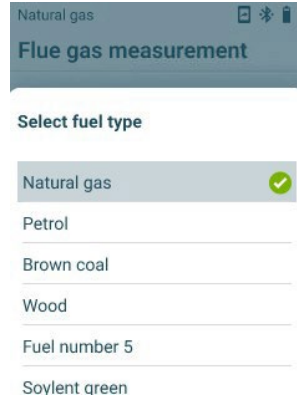 Natural gas
Flue gas measurement
Select fuel type
Natural gas
Petrol
Brown coal
Wood
Fuel number 5
Soylent green